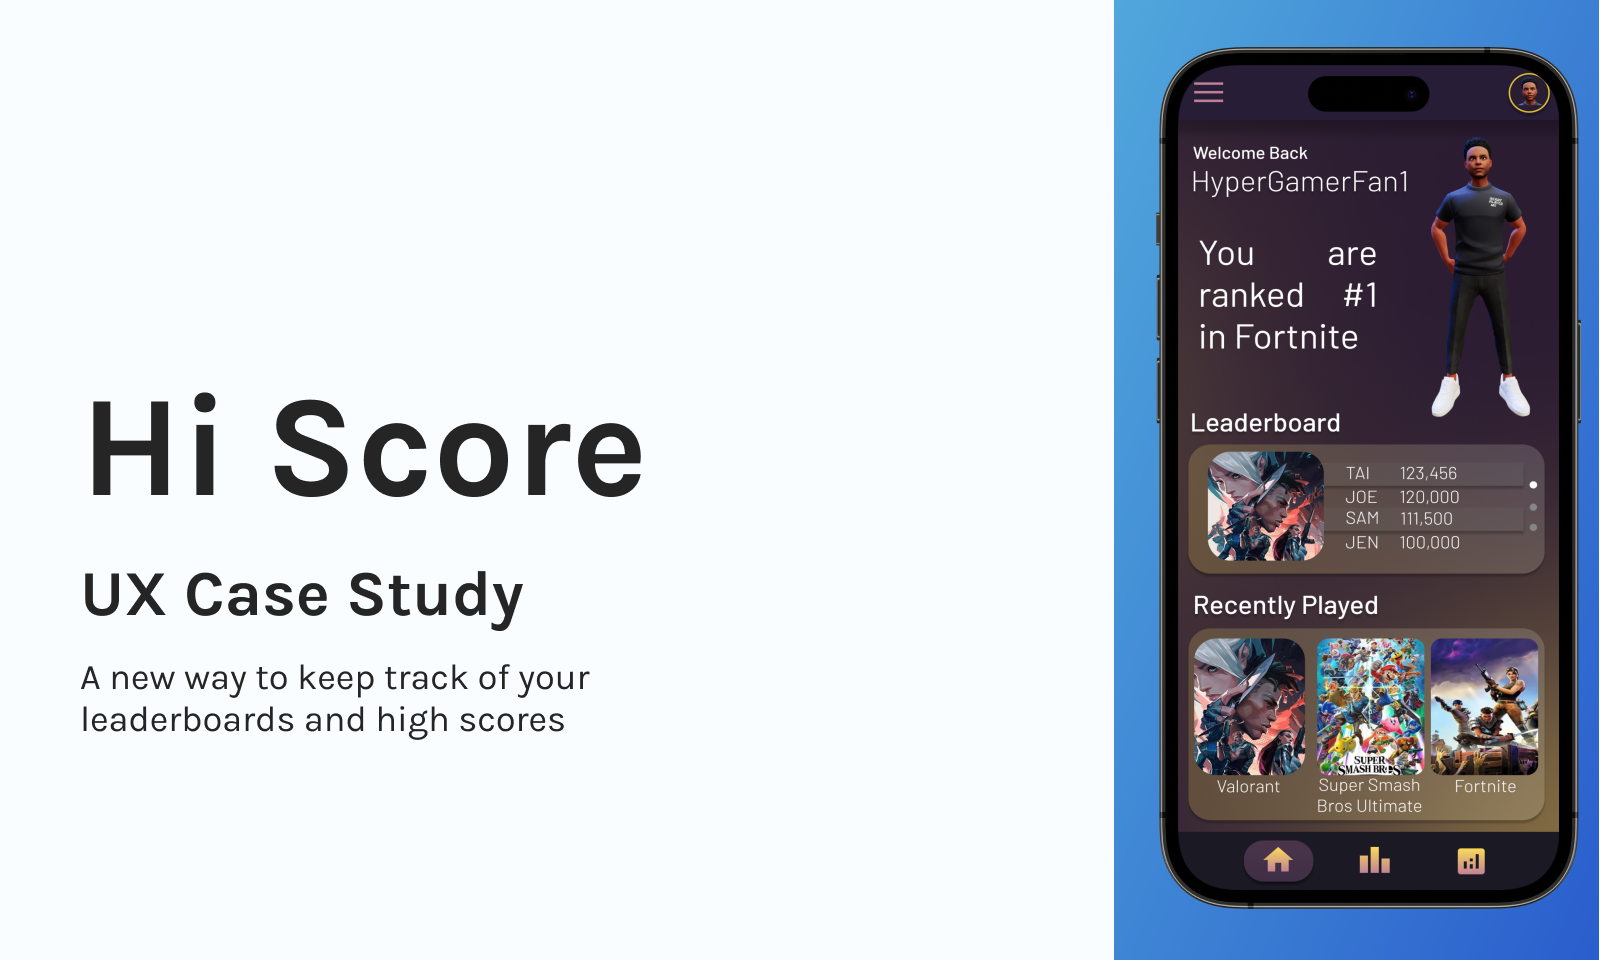 Hi Score
UX Case Study
A new way to keep track of your
leaderboards and high scores
Welcome Back
HyperGamerFan1
You are
ranked #1
in Fortnite
Leaderboard
TAI 123,456
JOE 120,000
SAM 111,500
JEN 100,000
Recently Played
SUPER
SMASH BROS
Valorant
Super Smash
Bros Ultimate
Fortnite